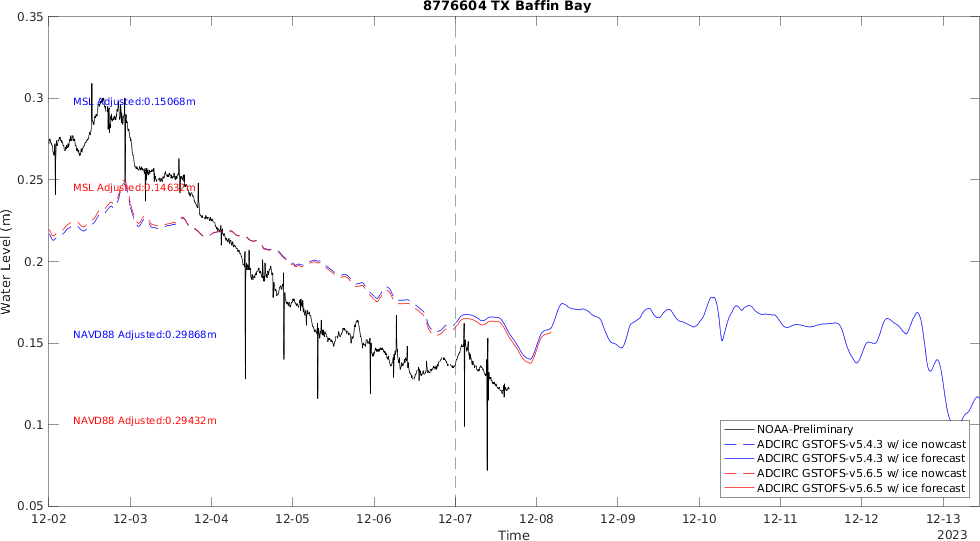 8776604 TX Baffin Bay
0.35
0.3
0.25
0.2
0.15
0.1
0.05
Water Level (m)
MSL Adjusted:0.15068m
MSL Adjusted:0.14632m
NAVD88 Adjusted:0.29868m
NAVD88 Adjusted:0.29432m
NOAA-Preliminary
ADCIRC GSTOFS-v5.4.3 w/ ice nowcast
ADCIRC GSTOFS-v5.4.3 w/ ice forecast
ADCIRC GSTOFS-v5.6.5 w/ ice nowcast
ADCIRC GSTOFS-v5.6.5 w/ ice forecast
12-02 12-03 12-04 12-05 12-06 12-07 12-08 12-09 12-10 12-11 12-12 12-13
Time
2023